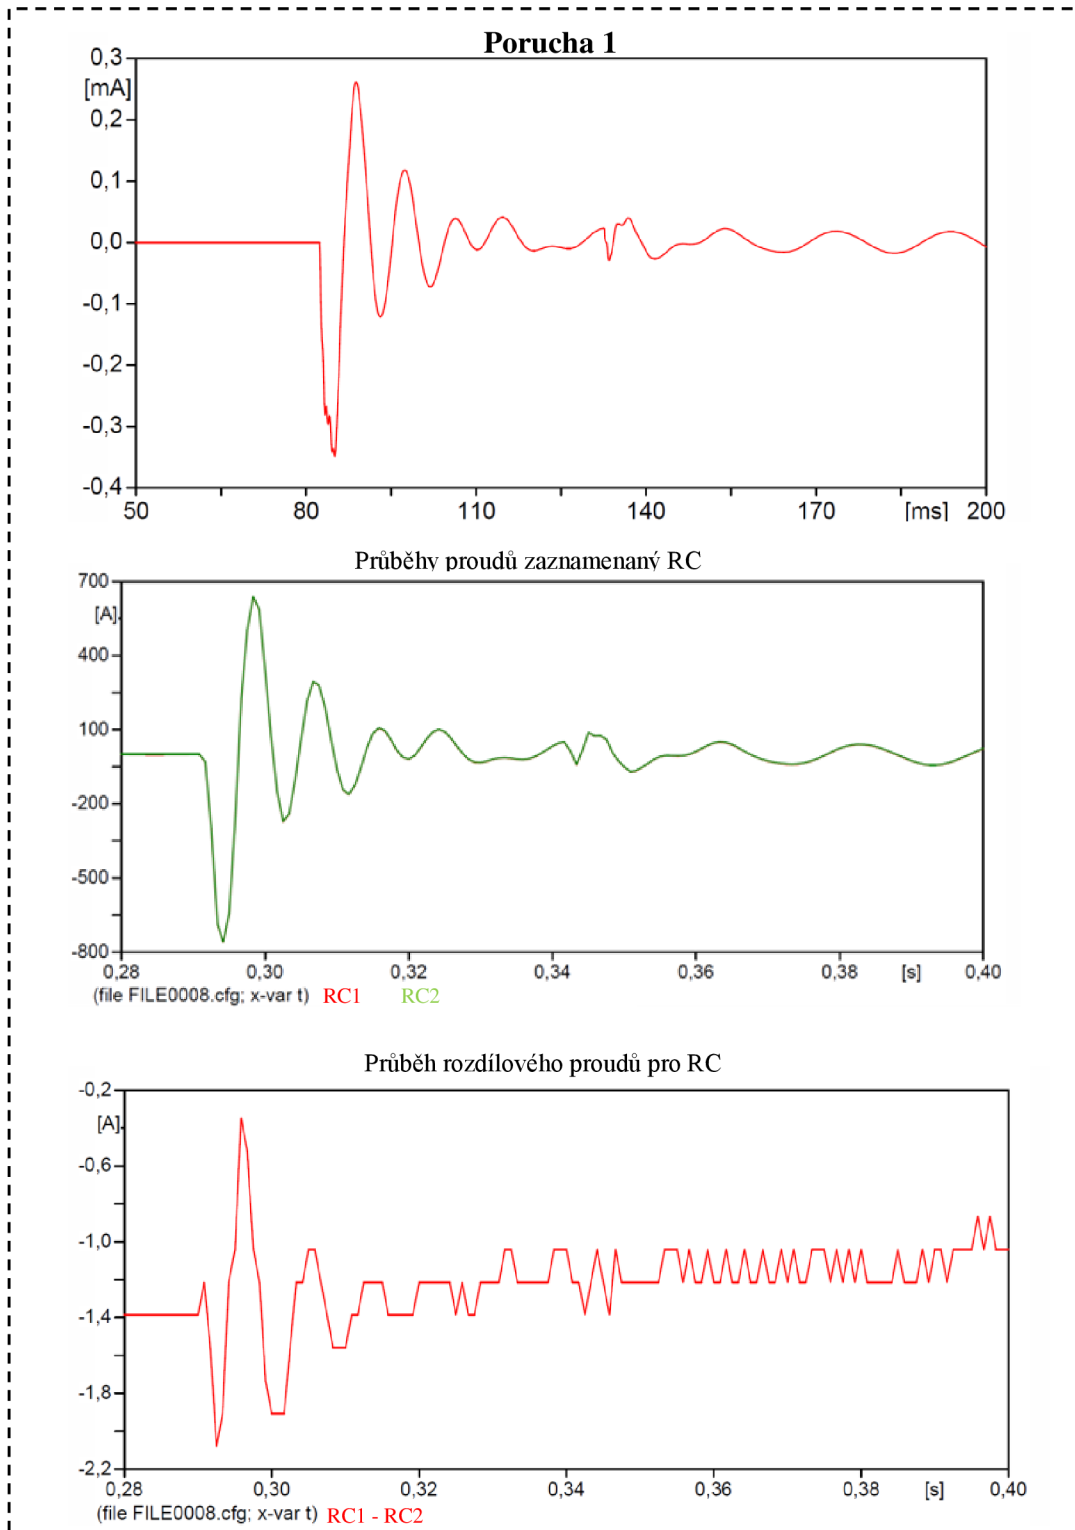 Porucha 1
0,3
[mA]
0,2
0,1
0,0
-0,1
-0,2
-0,3
-0,4
50 80 110 140 170 [ms] 200
Průběhy proudů zaznamenaný RC
700
[A]
400
100
-200
-500
-800
0,28 0,30 0,32 0,34 0,36 0,38 [s] 0,40
(file FILE0008.cfg; x-var t) RC1 RC2
Průběh rozdílového proudů pro RC
-0,2
[A]
-0,6
-1,0
-1,4
-1,8
-2,2
0,28 0,30 0,32 0,34 0,36 0,38 [s] 0,40
(file FILE0008.cfg; x-var t) RC1 - RC2